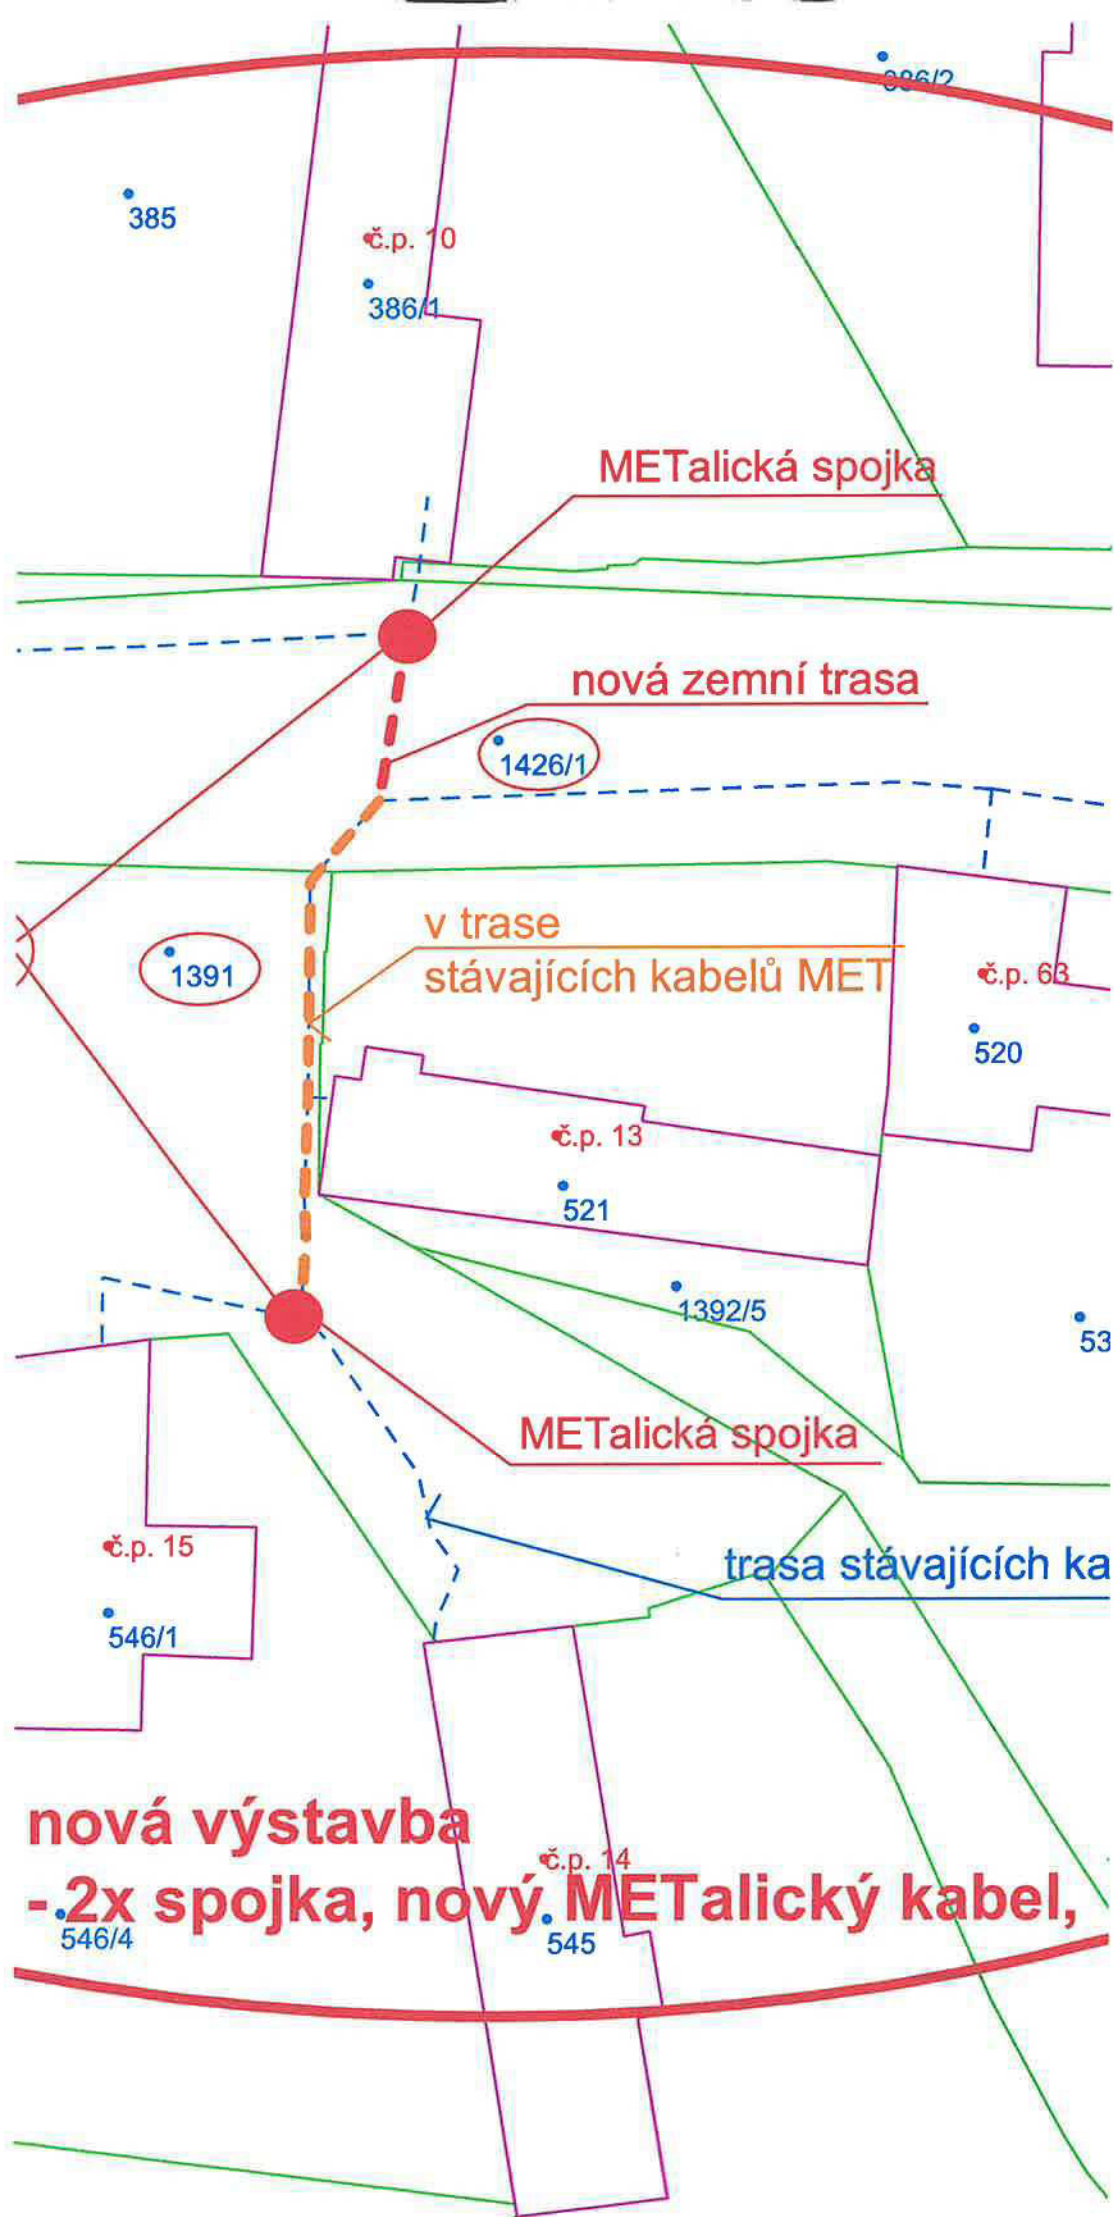 386/2
385
č.p. 10
386/1
METalická spojka
nová zemní trasa
1426/1
v trase
stávajících kabelů MET
1391
č.p. 63
520
č.p. 13
521
1392/5
53
METalická spojka
č.p. 15
trasa stávajících ka
546/1
nová výstavba
č.p. 14
- 2x spojka, nový METalický kabel,
546/4
545